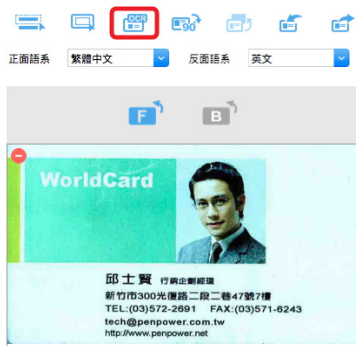 OCR
90°
正面語系 繁體中文 反面語系 英文
F B
WorldCard
邱士賢 行銷企劃經理
新竹市300光復路二段二巷47號7樓
TEL:(03)572-2691 FAX:(03)571-6243
tech@penpower.com.tw
http://www.penpower.net